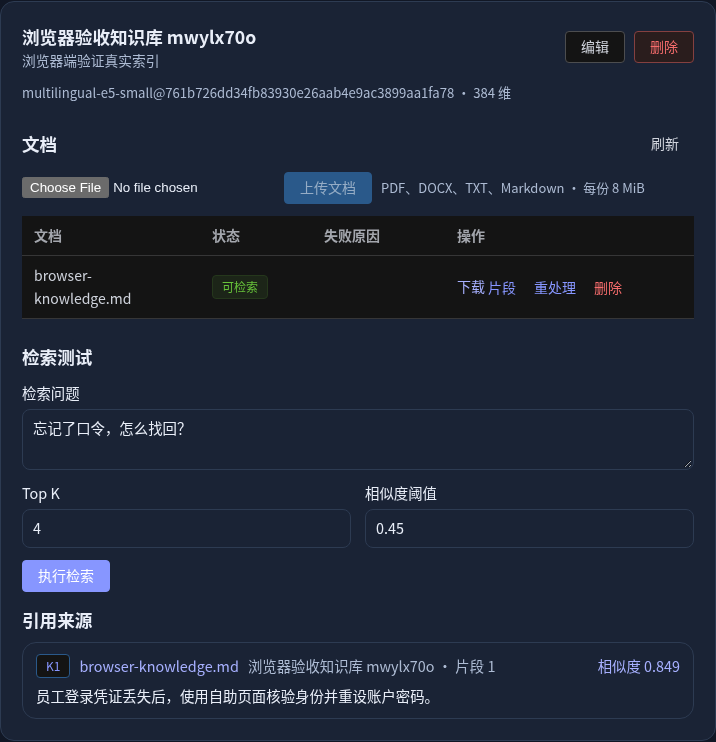 浏览器验收知识库 mwylx70o
编辑 删除
浏览器端验证真实索引
multilingual-e5-small@761b726dd34fb83930e26aab4e9ac3899aa1fa78 · 384 维
文档 刷新
Choose File No file chosen 上传文档 PDF、DOCX、TXT、Markdown · 每份 8 MiB
文档 状态 失败原因 操作
browser-
knowledge.md 可检索 下载 片段 重处理 删除
检索测试
检索问题
忘记了口令，怎么找回?
Top K 相似度阈值
4 0.45
执行检索
引用来源
K1 browser-knowledge.md 浏览器验收知识库 mwylx70o · 片段 1 相似度 0.849
员工登录凭证丢失后，使用自助页面核验身份并重设账户密码。